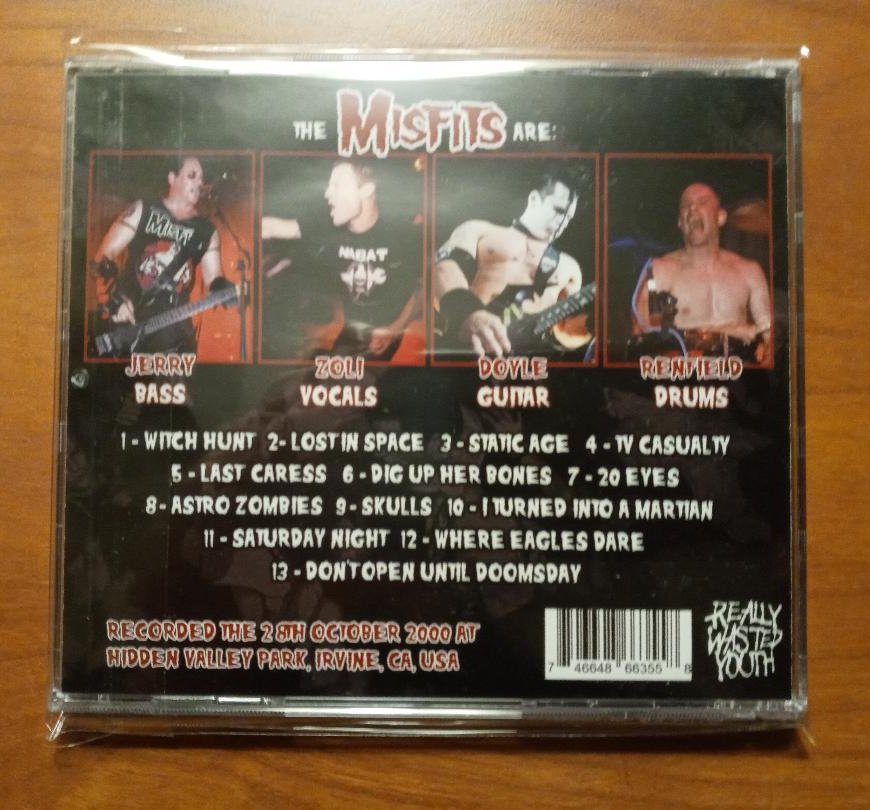 THE MISFITS ARE:
MISFITS
NABAT
JERRY ZOLI DOYLE RENFIELD
BASS VOCALS GUITAR DRUMS
1 - WITCH HUNT 2 - LOST IN SPACE 3 - STATIC AGE 4 - TV CASUALTY
5 - LAST CARESS 6 - DIG UP HER BONES 7 - 20 EYES
8 - ASTRO ZOMBIES 9 - SKULLS 10 - I TURNED INTO A MARTIAN
11 - SATURDAY NIGHT 12 - WHERE EAGLES DARE
13 - DON'T OPEN UNTIL DOOMSDAY
RECORDED THE 28TH OCTOBER 2000 AT
HIDDEN VALLEY PARK, IRVINE, CA, USA
7 46648 66355 8
REALLY
WASTED
YOUTH